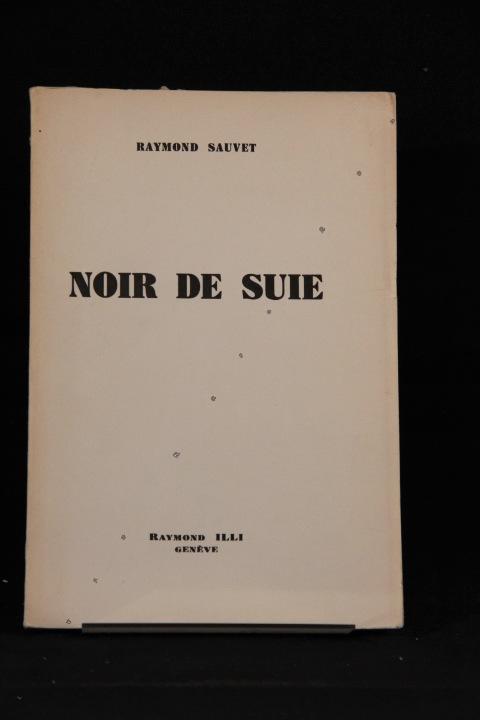 RAYMOND SAUVET
NOIR DE SUIE
RAYMOND ILLI
GENÈVE